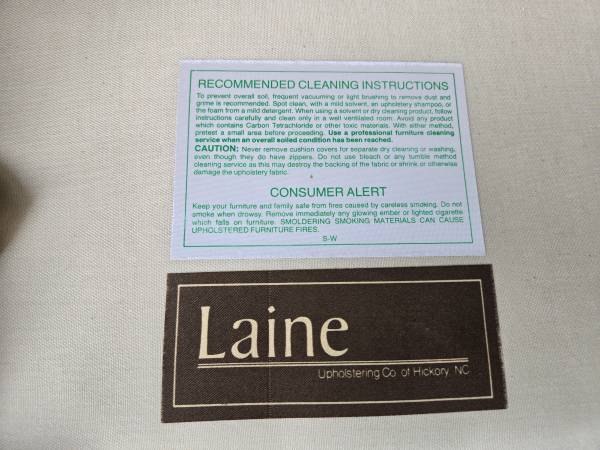 RECOMMENDED CLEANING INSTRUCTIONS
To prevent overall soil, frequent vacuuming or light brushing to remove dust and
grime is recommended. Spot clean, with a mild solvent, an upholstery shampoo, or
the foam from a mild detergent. When using a solvent or dry cleaning product, follow
instructions carefully and clean only in a well ventilated room. Avoid any product
which contains Carbon Tetrachloride or other toxic materials. With either method,
pretest a small area before proceeding. Use a professional furniture cleaning
service when an overall soiled condition has been reached.
CAUTION: Never remove cushion covers for separate dry cleaning or washing,
even though they do have zippers. Do not use bleach or any tumble method
cleaning service as this may destroy the backing of the fabric or shrink or otherwise
damage the upholstery fabric.
CONSUMER ALERT
Keep your furniture and family safe from fires caused by careless smoking. Do not
smoke when drowsy. Remove immediately any glowing ember or lighted cigarette
which falls on furniture. SMOLDERING SMOKING MATERIALS CAN CAUSE
UPHOLSTERED FURNITURE FIRES.
S-W
Laine
Upholstering Co. of Hickory NC